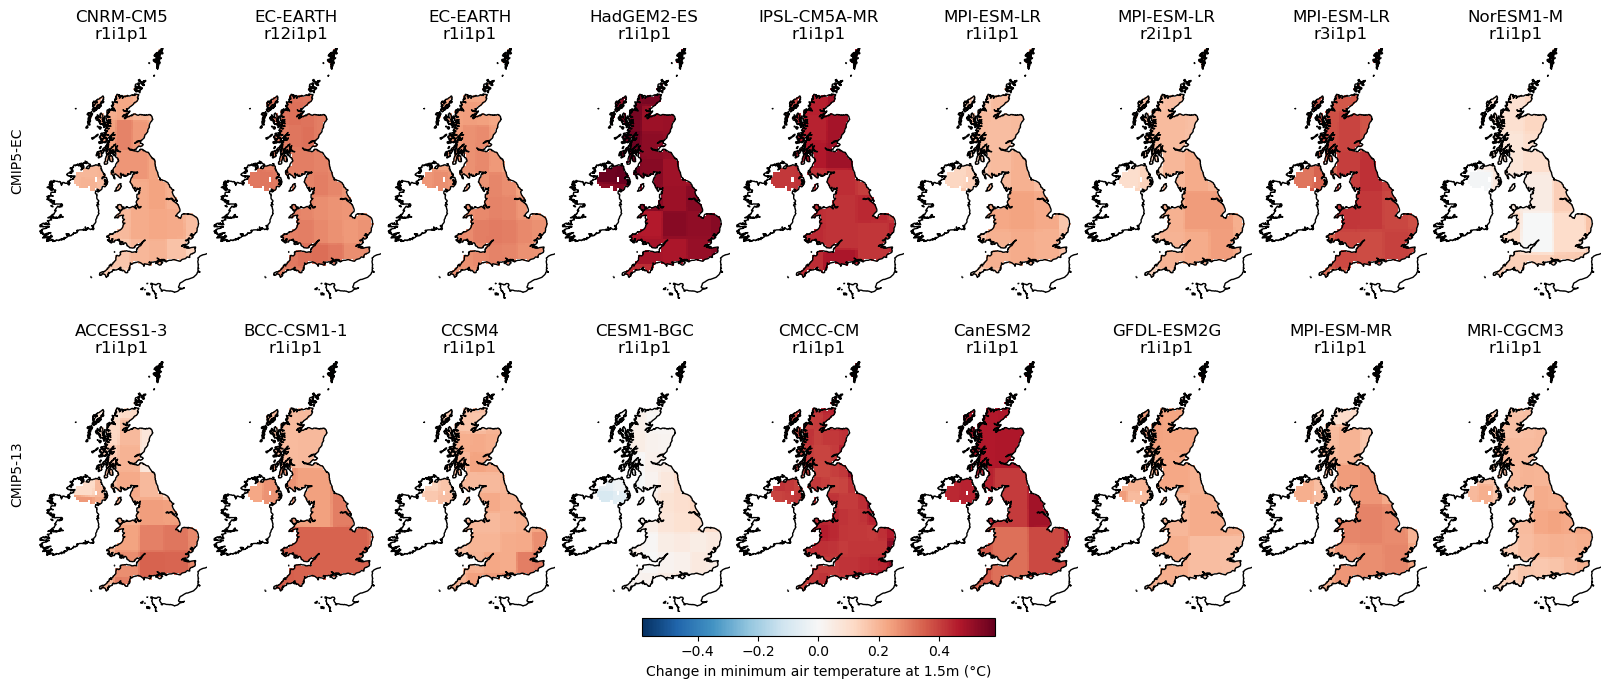 CNRM-CM5
r1i1p1
EC-EARTH
r12i1p1
EC-EARTH
r1i1p1
HadGEM2-ES
r1i1p1
IPSL-CM5A-MR
r1i1p1
MPI-ESM-LR
r1i1p1
MPI-ESM-LR
r2i1p1
MPI-ESM-LR
r3i1p1
NorESM1-M
r1i1p1
CMIP5-EC
ACCESS1-3
r1i1p1
BCC-CSM1-1
r1i1p1
CCSM4
r1i1p1
CESM1-BGC
r1i1p1
CMCC-CM
r1i1p1
CanESM2
r1i1p1
GFDL-ESM2G
r1i1p1
MPI-ESM-MR
r1i1p1
MRI-CGCM3
r1i1p1
CMIP5-13
−0.4 −0.2 0.0 0.2 0.4
Change in minimum air temperature at 1.5m (°C)